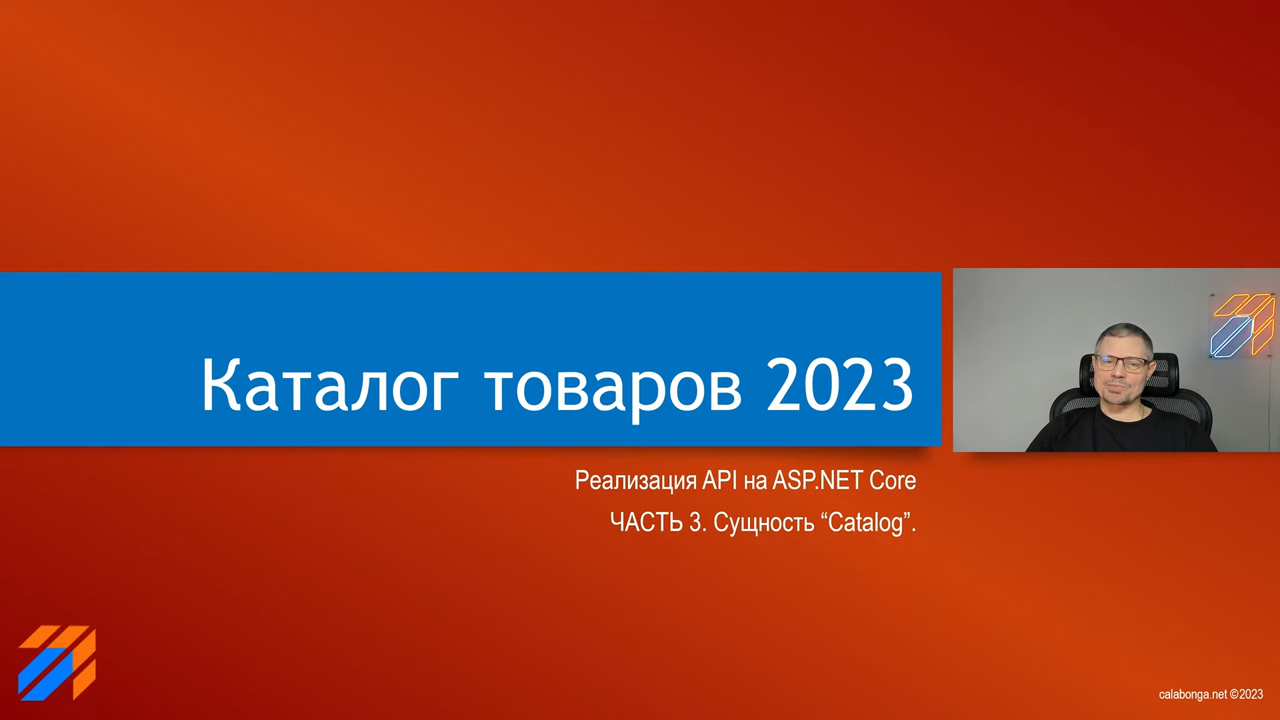 Каталог товаров 2023
Реализация API на ASP.NET Core
ЧАСТЬ 3. Сущность “Catalog”.
calabonga.net ©2023